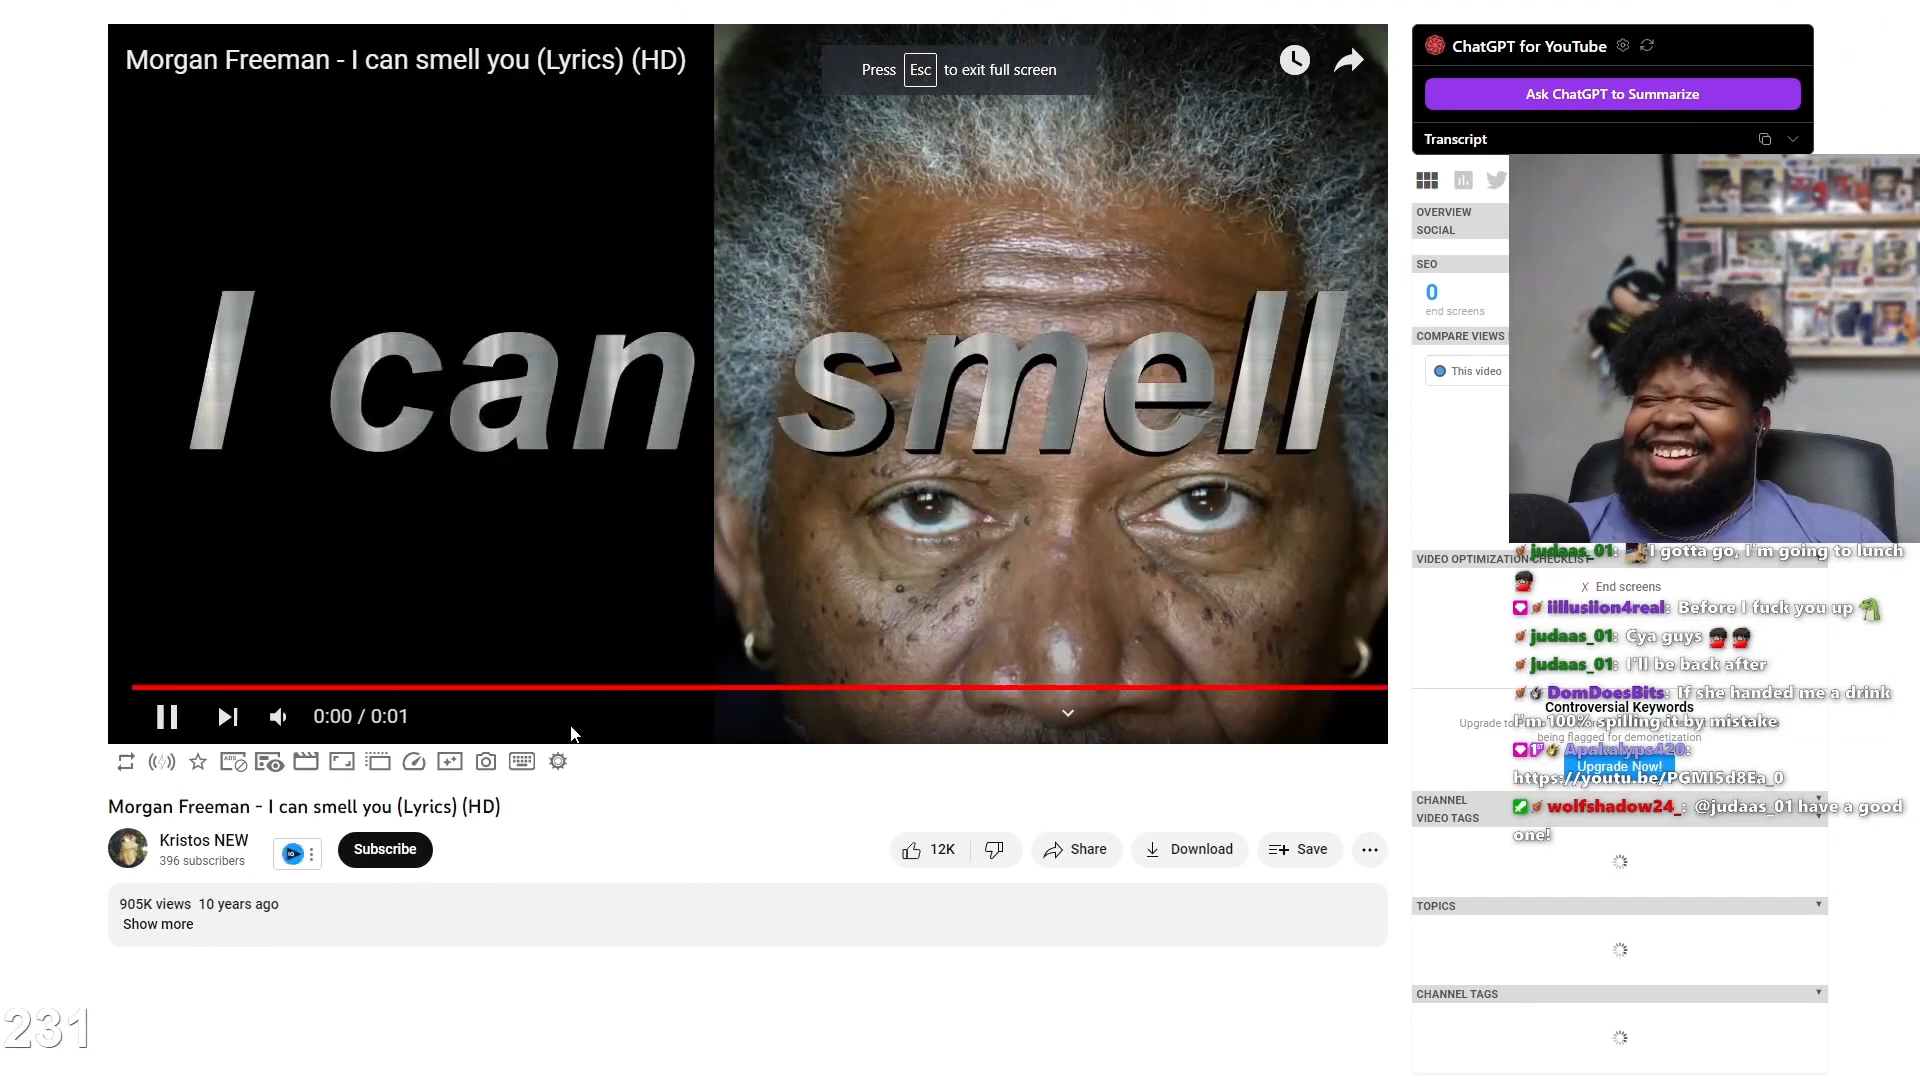 Morgan Freeman - I can smell you (Lyrics) (HD)
Press Esc to exit full screen
I can smell
0:00 / 0:01
Morgan Freeman - I can smell you (Lyrics) (HD)
Kristos NEW
396 subscribers
Subscribe
12K
Share
Download
Save
905K views 10 years ago
Show more
231
ChatGPT for YouTube
Ask ChatGPT to Summarize
Transcript
OVERVIEW
SOCIAL
SEO
0
end screens
COMPARE VIEWS
This video
VIDEO OPTIMIZATION CHECKLIST
judaas_01: I gotta go, I'm going to lunch
X End screens
iillusiion4real: Before I fuck you up
judaas_01: Cya guys
judaas_01: I'll be back after
DomDoesBits: If she handed me a drink
Controversial Keywords
I'm 100% spilling it by mistake
Upgrade to
being flagged for demonetization
Apakalyps420:
Upgrade Now!
https://youtu.be/PGMI5d8Ea_0
CHANNEL
VIDEO TAGS
wolfshadow24_: @judaas_01 have a good
one!
TOPICS
CHANNEL TAGS